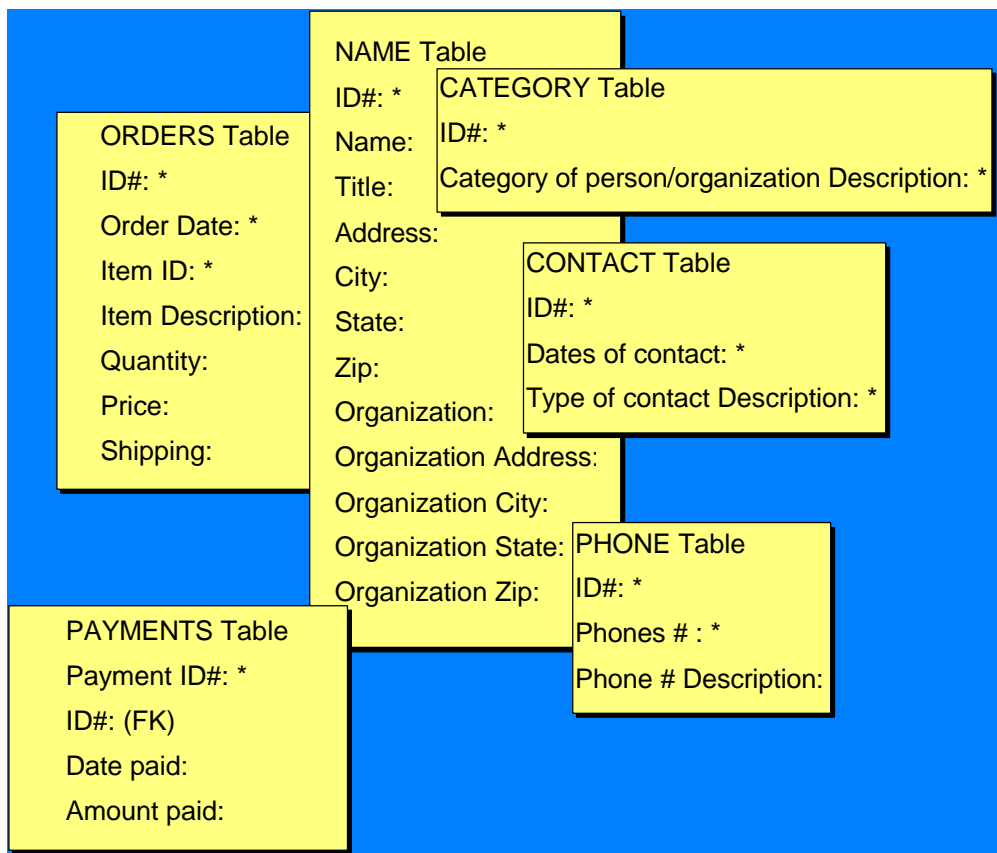 NAME Table
ID#: *
Name:
Title:
Address:
City:
State:
Zip:
Organization:
Organization Address:
Organization City:
Organization State:
Organization Zip:
CATEGORY Table
ID#: *
Category of person/organization Description: *
ORDERS Table
ID#: *
Order Date: *
Item ID: *
Item Description:
Quantity:
Price:
Shipping:
CONTACT Table
ID#: *
Dates of contact: *
Type of contact Description: *
PHONE Table
ID#: *
Phones # : *
Phone # Description:
PAYMENTS Table
Payment ID#: *
ID#: (FK)
Date paid:
Amount paid: